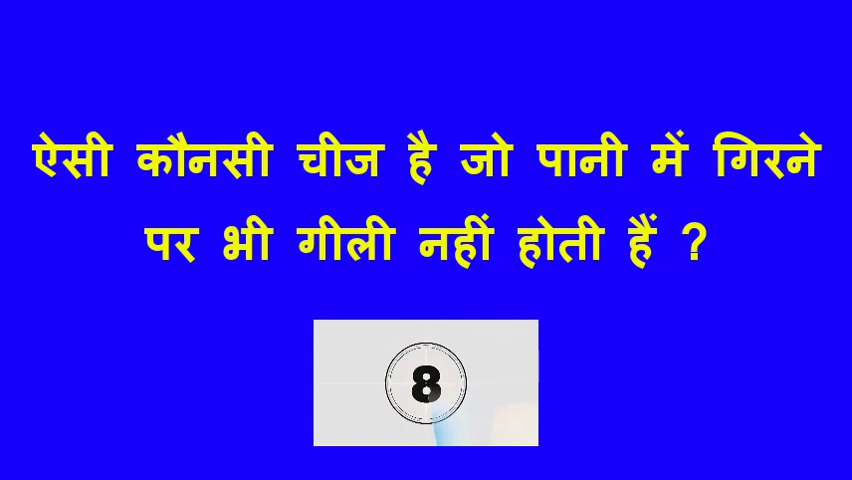 ऐसी कौनसी चीज है जो पानी में गिरने
पर भी गीली नहीं होती हैं ?
8